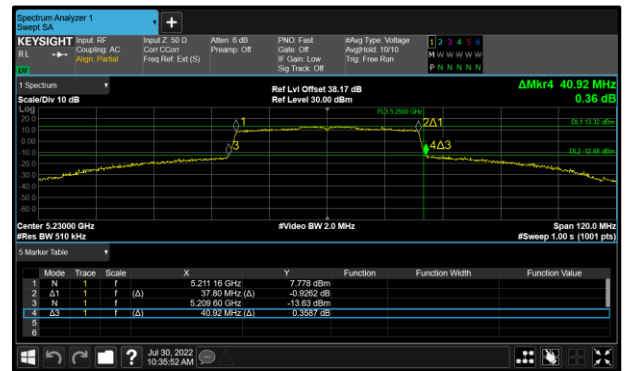 Spectrum Analyzer 1
Swept SA
KEYSIGHT Input: RF Input Z: 50 Ω Atten: 6 dB PNO: Fast #Avg Type: Voltage 1 2 3 4 5 6
RL Coupling: AC Corr CCorr Preamp: Off Gate: Off Avg|Hold: 10/10 M W W W W W
Align: Partial Freq Ref: Ext (S) IF Gain: Low Trig: Free Run
LW Sig Track: Off P N N N N N
1 Spectrum Ref Lvl Offset 38.17 dB ΔMkr4 40.92 MHz
Scale/Div 10 dB Ref Level 30.00 dBm 0.36 dB
Log
20.0
10.0
0.00
-10.0
-20.0
-30.0
-40.0
-50.0
-60.0
1
2Δ1
3
4Δ3
5.2500 GHz
DL1 13.32 dBm
DL2 -12.68 dBm
Center 5.23000 GHz #Video BW 2.0 MHz Span 120.0 MHz
#Res BW 510 kHz #Sweep 1.00 s (1001 pts)
5 Marker Table
Mode Trace Scale X Y Function Function Width Function Value
1 N 1 f 5.211 16 GHz 7.778 dBm
2 Δ1 1 f (Δ) 37.80 MHz (Δ) -0.9262 dB
3 N 1 f 5.209 60 GHz -13.63 dBm
4 Δ3 1 f (Δ) 40.92 MHz (Δ) 0.3587 dB
5
6
? Jul 30, 2022
10:35:52 AM